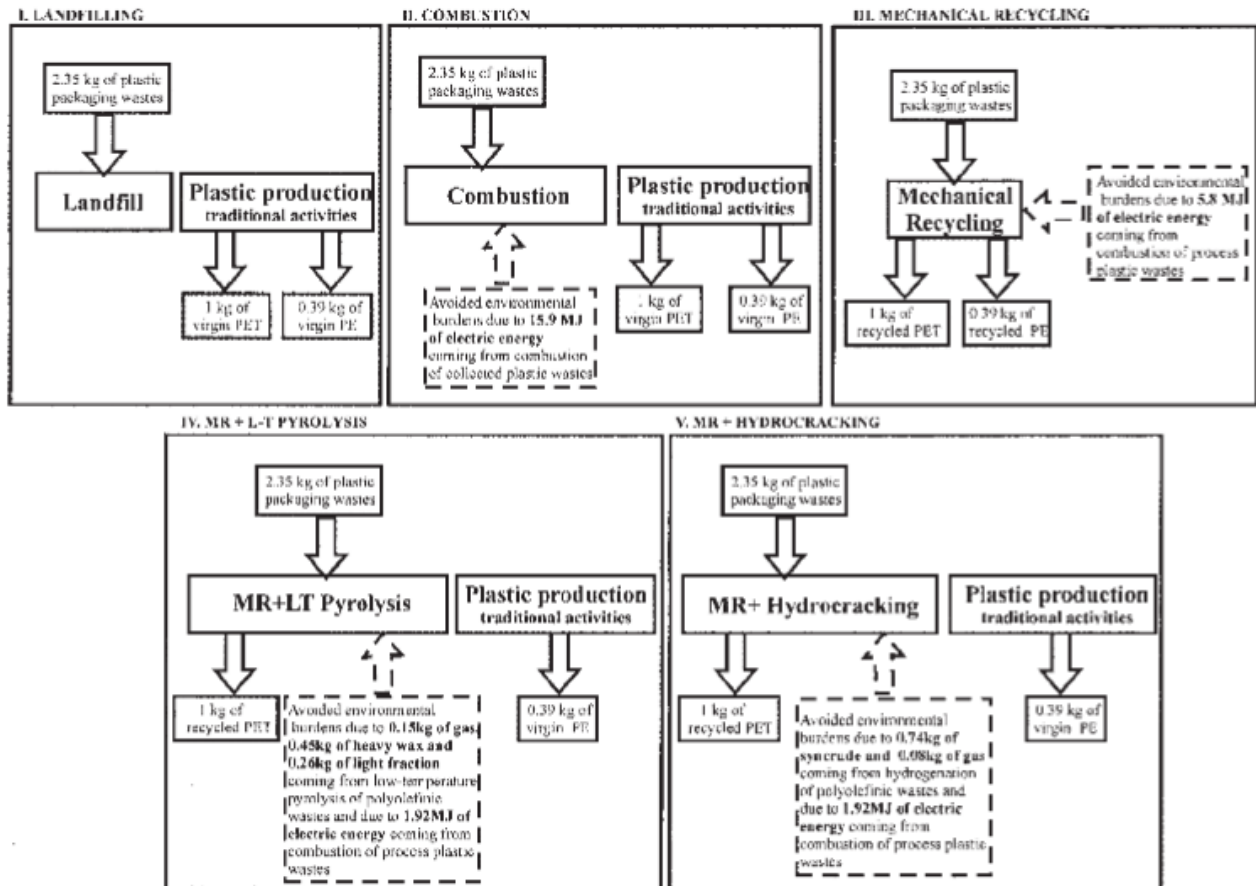 I. LANDFILLING
2.35 kg of plastic
packaging wastes
Landfill
Plastic production
traditional activities
1 kg of
virgin PET
0.39 kg of
virgin PE
II. COMBUSTION
2.35 kg of plastic
packaging wastes
Combustion
Plastic production
traditional activities
Avoided environmental
burdens due to 15.9 MJ
of electric energy
coming from combustion
of collected plastic wastes
1 kg of
virgin PET
0.39 kg of
virgin PE
III. MECHANICAL RECYCLING
2.35 kg of plastic
packaging wastes
Mechanical
Recycling
Avoided environmental
burdens due to 5.8 MJ
of electric energy
coming from
combustion of process
plastic wastes
1 kg of
recycled PET
0.39 kg of
recycled PE
IV. MR + L-T PYROLYSIS
2.35 kg of plastic
packaging wastes
MR+LT Pyrolysis
Plastic production
traditional activities
1 kg of
recycled PET
Avoided environmental
burdens due to 0.15kg of gas,
0.45kg of heavy wax and
0.26kg of light fraction
coming from low-temperature
pyrolysis of polyolefinic
wastes and due to 1.92MJ of
electric energy coming from
combustion of process plastic
wastes
0.39 kg of
virgin PE
V. MR + HYDROCRACKING
2.35 kg of plastic
packaging wastes
MR+ Hydrocracking
Plastic production
traditional activities
1 kg of
recycled PET
Avoided environmental
burdens due to 0.74kg of
syncrude and 0.08kg of gas
coming from hydrogenation
of polyolefinic wastes and
due to 1.92MJ of electric
energy coming from
combustion of process plastic
wastes
0.39 kg of
virgin PE